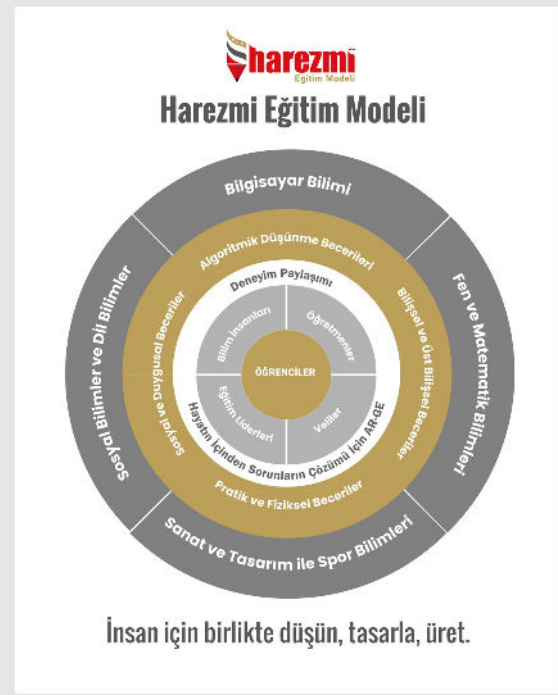 harezmi
Eğitim Modeli
Harezmi Eğitim Modeli
Bilgisayar Bilimi
Fen ve Matematik Bilimleri
Sanat ve Tasarım ile Spor Bilimleri
Sosyal Bilimler ve Dil Bilimler
Algoritmik Düşünme Becerileri
Bilişsel ve Üst Bilişsel Beceriler
Pratik ve Fiziksel Beceriler
Sosyal ve Duygusal Beceriler
Deneyim Paylaşımı
Hayatın İçinden Sorunların Çözümü İçin AR-GE
Bilim İnsanları
Öğretmenler
Veliler
Eğitim Liderleri
ÖĞRENCİLER
İnsan için birlikte düşün, tasarla, üret.